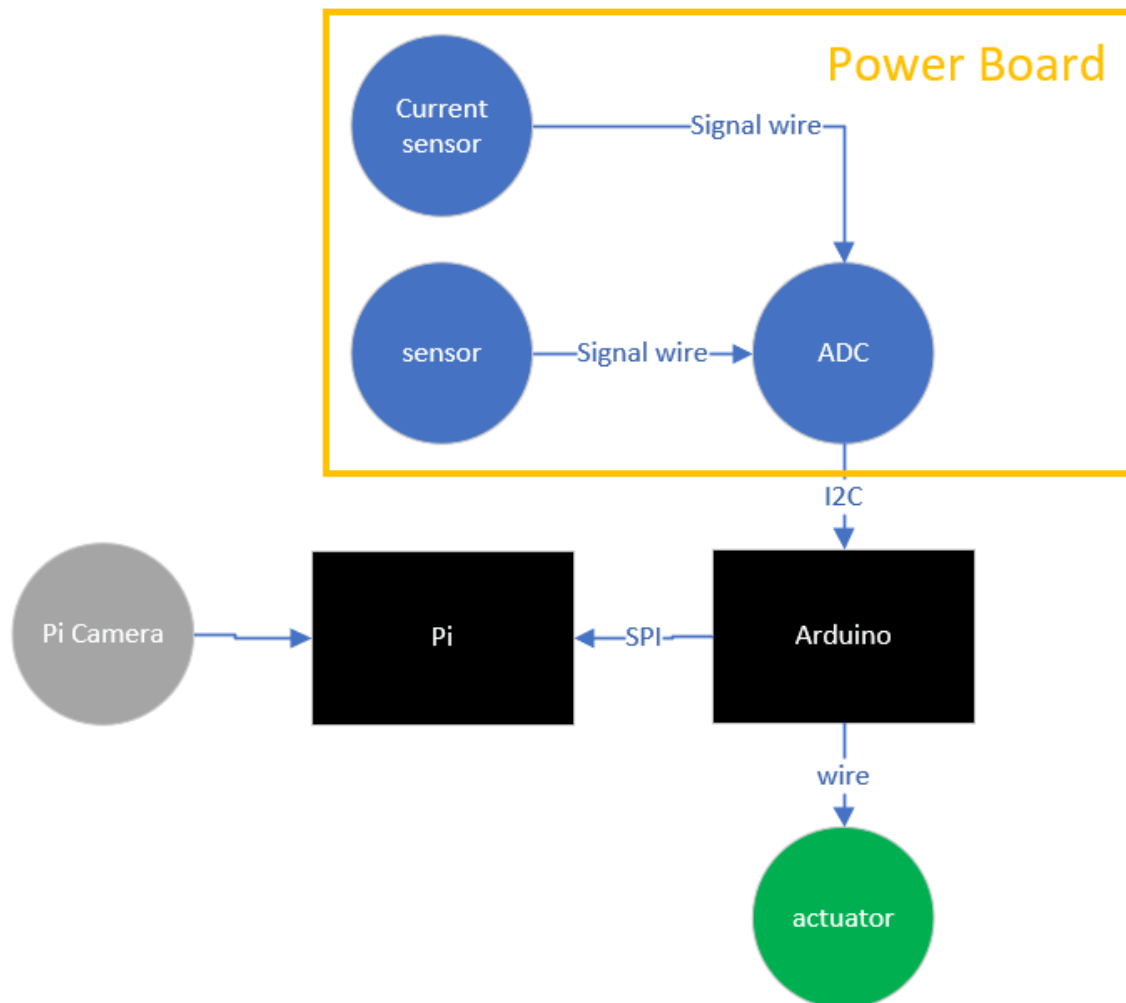 Power Board
Current
sensor
Signal wire
sensor
Signal wire
ADC
I2C
Pi Camera
Pi
SPI
Arduino
wire
actuator